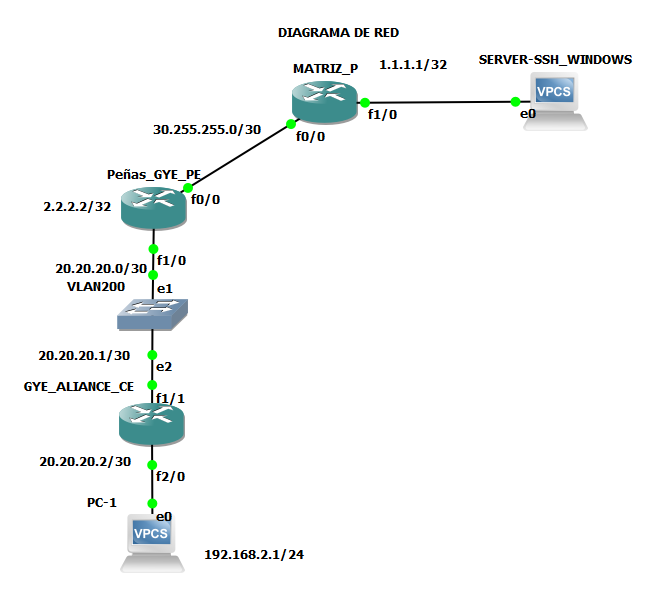 DIAGRAMA DE RED
SERVER-SSH_WINDOWS
MATRIZ_P
1.1.1.1/32
VPCS
f1/0
e0
30.255.255.0/30
f0/0
Peñas_GYE_PE
f0/0
2.2.2.2/32
f1/0
20.20.20.0/30
VLAN200
e1
20.20.20.1/30
e2
GYE_ALIANCE_CE
f1/1
20.20.20.2/30
f2/0
PC-1
e0
VPCS
192.168.2.1/24